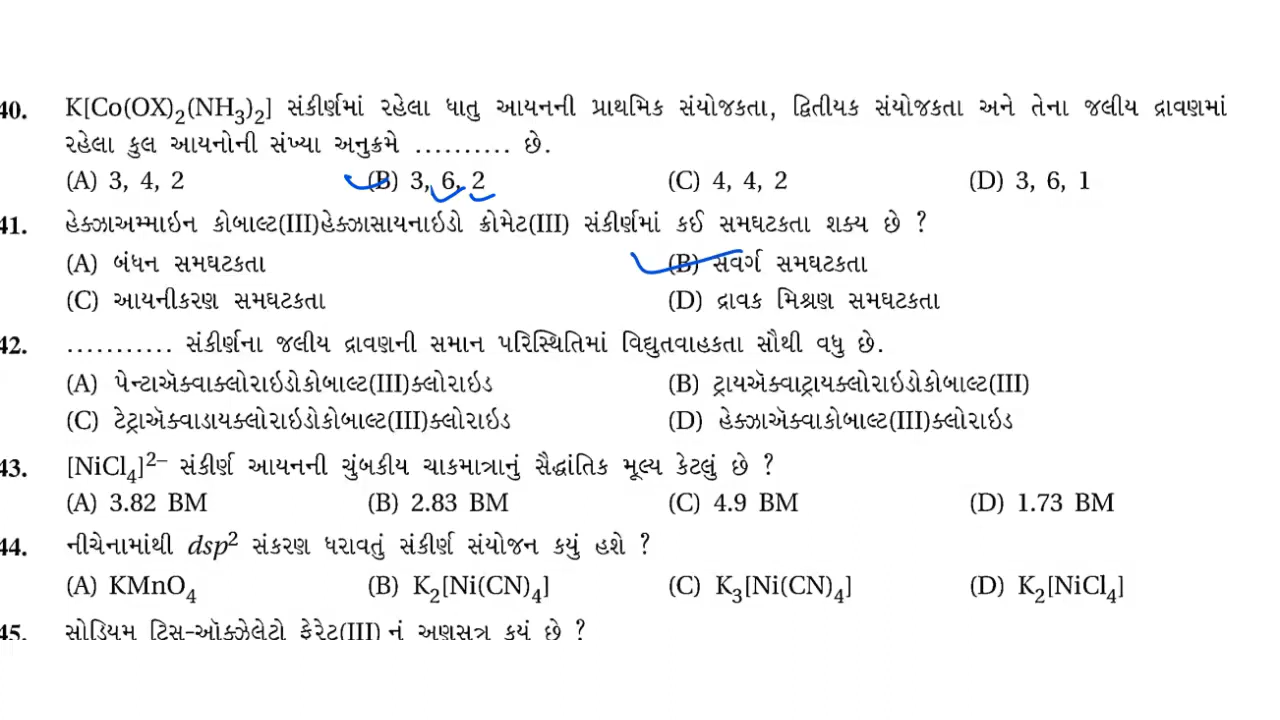 40. K[Co(OX)₂(NH₃)₂] સંકીર્ણમાં રહેલા ધાતુ આયનની પ્રાથમિક સંયોજકતા, દ્વિતીયક સંયોજકતા અને તેના જલીય દ્રાવણમાં
રહેલા કુલ આયનોની સંખ્યા અનુક્રમે .......... છે.
(A) 3, 4, 2 (B) 3, 6, 2 (C) 4, 4, 2 (D) 3, 6, 1
41. હેક્ઝાઅમ્માઇન કોબાલ્ટ(III)હેક્ઝાસાયનાઇડો ક્રોમેટ(III) સંકીર્ણમાં કઈ સમઘટકતા શક્ય છે ?
(A) બંધન સમઘટકતા (B) સવર્ગ સમઘટકતા
(C) આયનીકરણ સમઘટકતા (D) દ્રાવક મિશ્રણ સમઘટકતા
42. ........... સંકીર્ણના જલીય દ્રાવણની સમાન પરિસ્થિતિમાં વિદ્યુતવાહકતા સૌથી વધુ છે.
(A) પેન્ટાઍક્વાક્લોરાઇડોકોબાલ્ટ(III)ક્લોરાઇડ (B) ટ્રાયઍક્વાટ્રાયક્લોરાઇડોકોબાલ્ટ(III)
(C) ટેટ્રાઍક્વાડાયક્લોરાઇડોકોબાલ્ટ(III)ક્લોરાઇડ (D) હેક્ઝાઍક્વાકોબાલ્ટ(III)ક્લોરાઇડ
43. [NiCl₄]²⁻ સંકીર્ણ આયનની ચુંબકીય ચાકમાત્રાનું સૈદ્ધાંતિક મૂલ્ય કેટલું છે ?
(A) 3.82 BM (B) 2.83 BM (C) 4.9 BM (D) 1.73 BM
44. નીચેનામાંથી dsp² સંકરણ ધરાવતું સંકીર્ણ સંયોજન કયું હશે ?
(A) KMnO₄ (B) K₂[Ni(CN)₄] (C) K₃[Ni(CN)₄] (D) K₂[NiCl₄]
45. સોડિયમ ટ્રિસ-ઑક્ઝેલેટો ફેરેટ(III) નું અણુસૂત્ર કયું છે ?